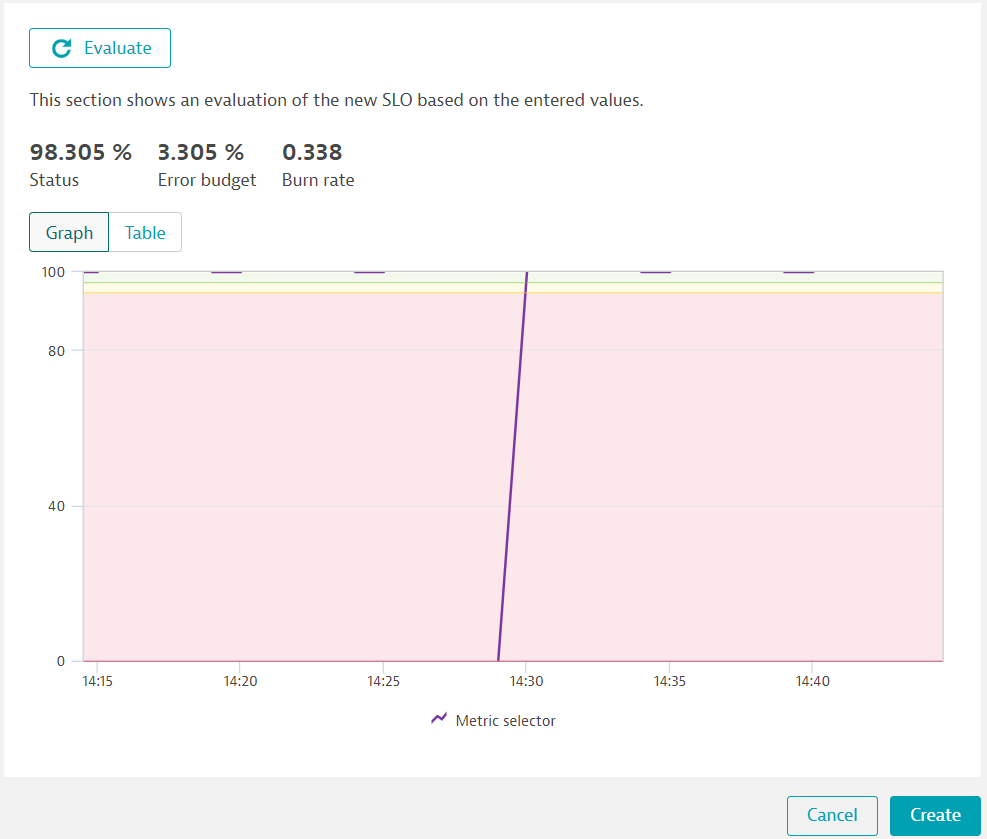 Evaluate
This section shows an evaluation of the new SLO based on the entered values.
98.305 % 3.305 % 0.338
Status Error budget Burn rate
Graph Table
100
80
40
0
14:15 14:20 14:25 14:30 14:35 14:40
Metric selector
Cancel Create